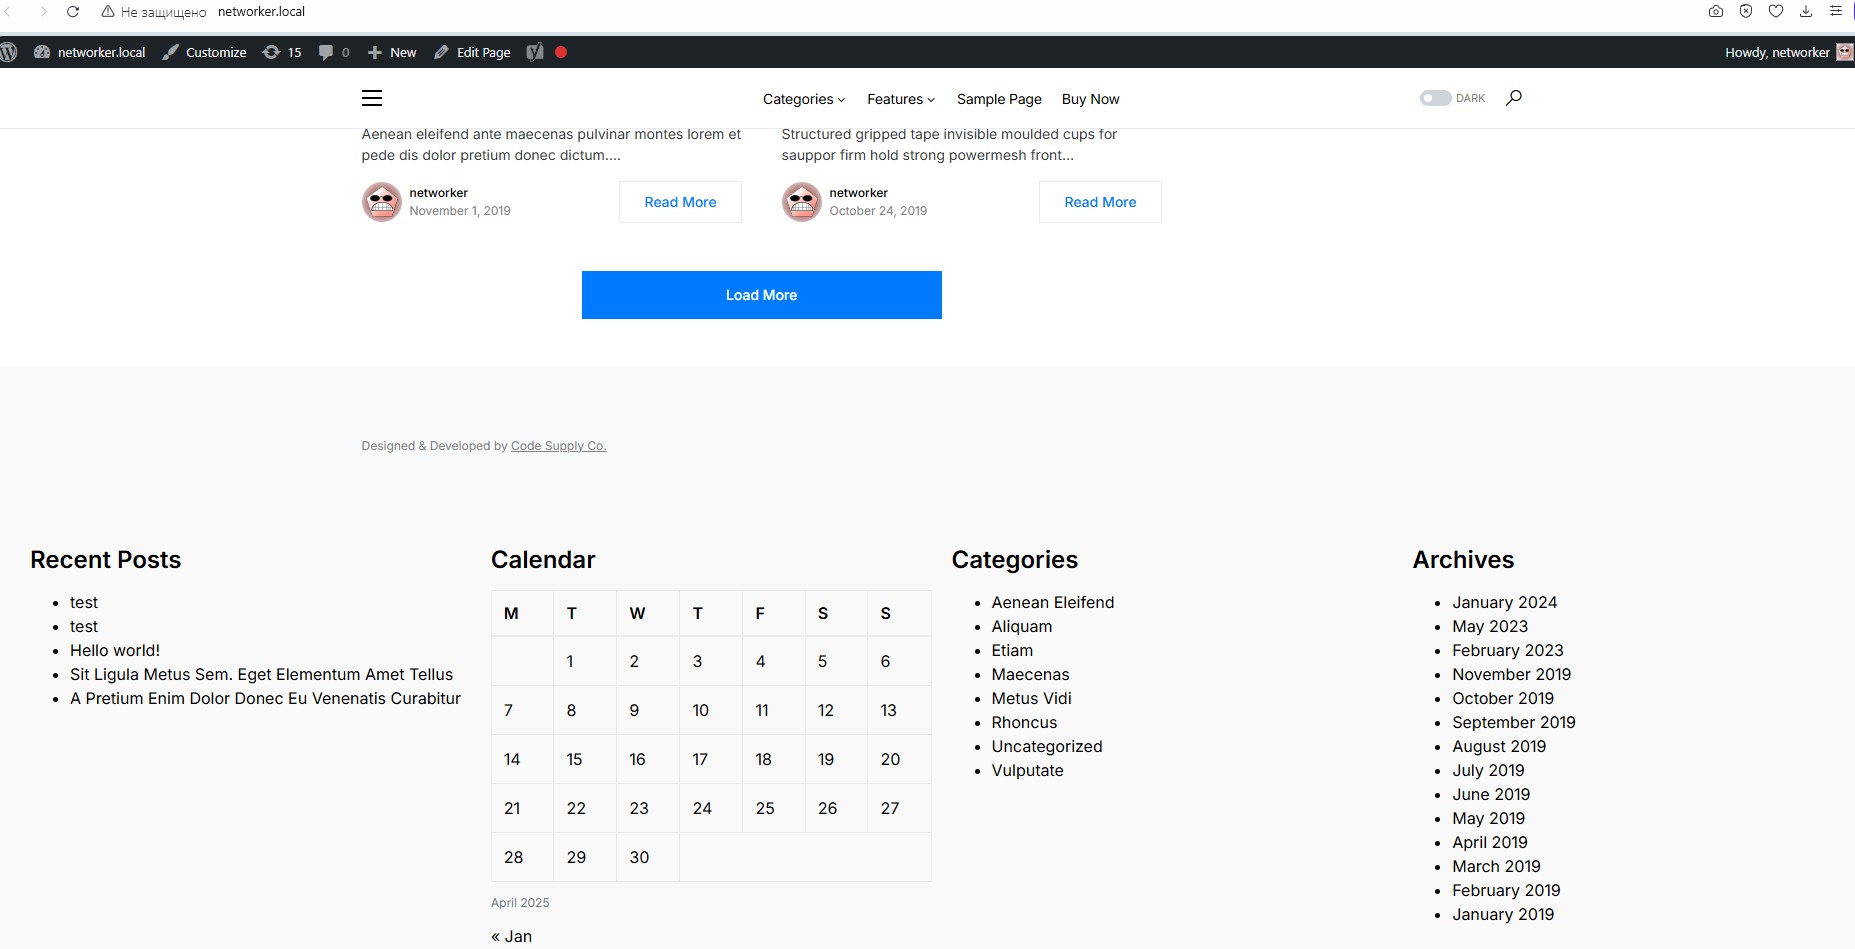 Не защищено networker.local
networker.local Customize 15 0 New Edit Page Howdy, networker
Categories Features Sample Page Buy Now DARK
Aenean eleifend ante maecenas pulvinar montes lorem et
pede dis dolor pretium donec dictum....
networker
November 1, 2019
Read More
Structured gripped tape invisible moulded cups for
sauppor firm hold strong powermesh front...
networker
October 24, 2019
Read More
Load More
Designed & Developed by Code Supply Co.
Recent Posts
test
test
Hello world!
Sit Ligula Metus Sem. Eget Elementum Amet Tellus
A Pretium Enim Dolor Donec Eu Venenatis Curabitur
Calendar
M T W T F S S
1 2 3 4 5 6
7 8 9 10 11 12 13
14 15 16 17 18 19 20
21 22 23 24 25 26 27
28 29 30
April 2025
« Jan
Categories
Aenean Eleifend
Aliquam
Etiam
Maecenas
Metus Vidi
Rhoncus
Uncategorized
Vulputate
Archives
January 2024
May 2023
February 2023
November 2019
October 2019
September 2019
August 2019
July 2019
June 2019
May 2019
April 2019
March 2019
February 2019
January 2019